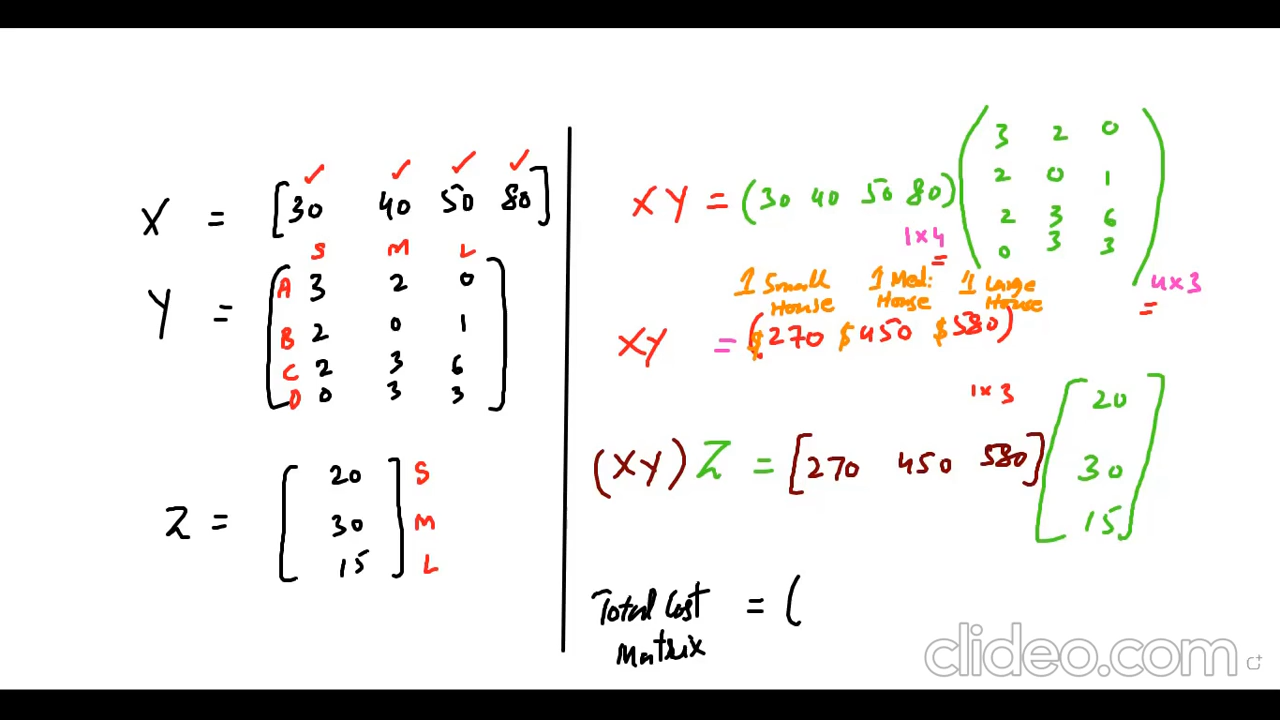 X = [30 40 50 80]
S M L
Y = [A 3 2 0
B 2 0 1
C 2 3 6
D 0 3 3]
Z = [20 S
30 M
15] L
XY = (30 40 50 80) (3 2 0
2 0 1
2 3 6
0 3 3)
1×4
4×3
=
=
1 Small House 1 Med: House 1 Large House
XY = ($270 $450 $580)
1×3
(XY) Z = [270 450 580] [20
30
15]
Total Cost Matrix = (
clideo.com